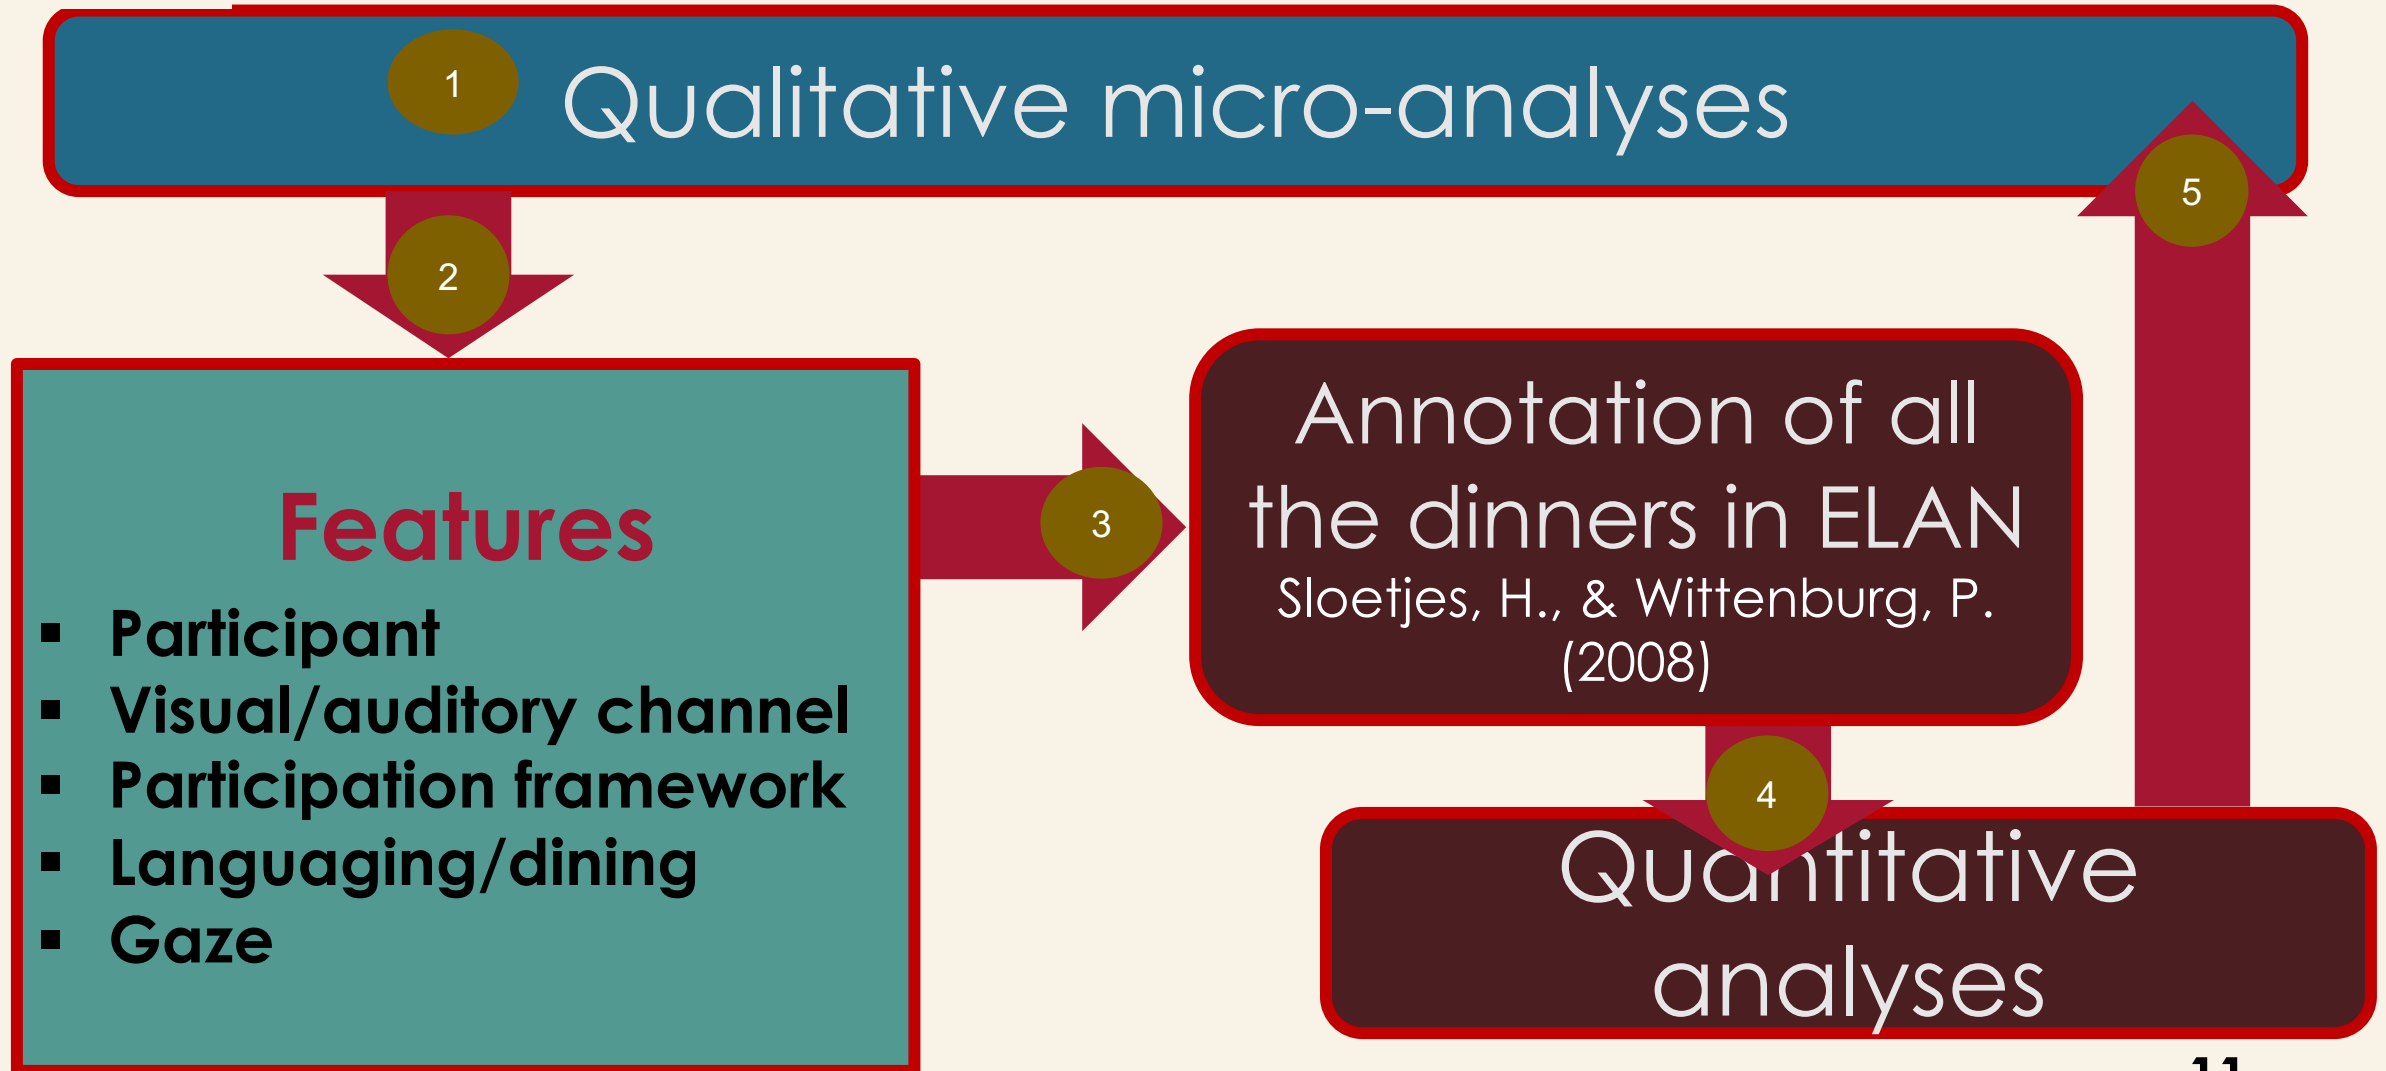 1
Qualitative micro-analyses
2
Features
▪ Participant
▪ Visual/auditory channel
▪ Participation framework
▪ Languaging/dining
▪ Gaze
3
Annotation of all
the dinners in ELAN
Sloetjes, H., & Wittenburg, P.
(2008)
4
Quantitative
analyses
5
11